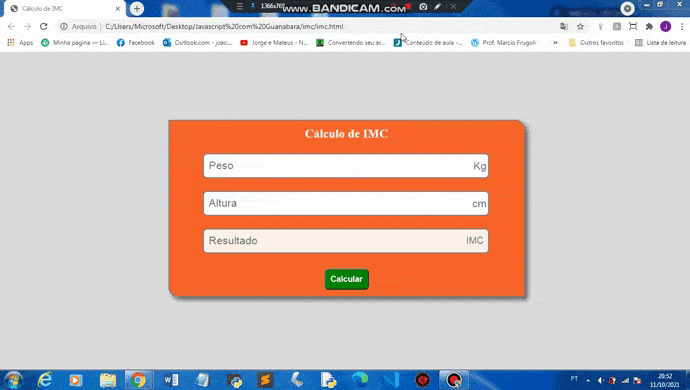 1366x768
www.BANDICAM.com
Cálculo de IMC
Arquivo
C:/Users/Microsoft/Desktop/Javascript%20com%20Guanabara/imc/imc.html
Apps
Minha página — Li...
Facebook
Outlook.com - joao...
Jorge e Mateus - N...
Convertendo seu ar...
Conteúdo de aula -...
Prof. Marcio Frugoli
»
Outros favoritos
Lista de leitura
Cálculo de IMC
Peso Kg
Altura cm
Resultado IMC
Calcular
PT
20:52
11/10/2021